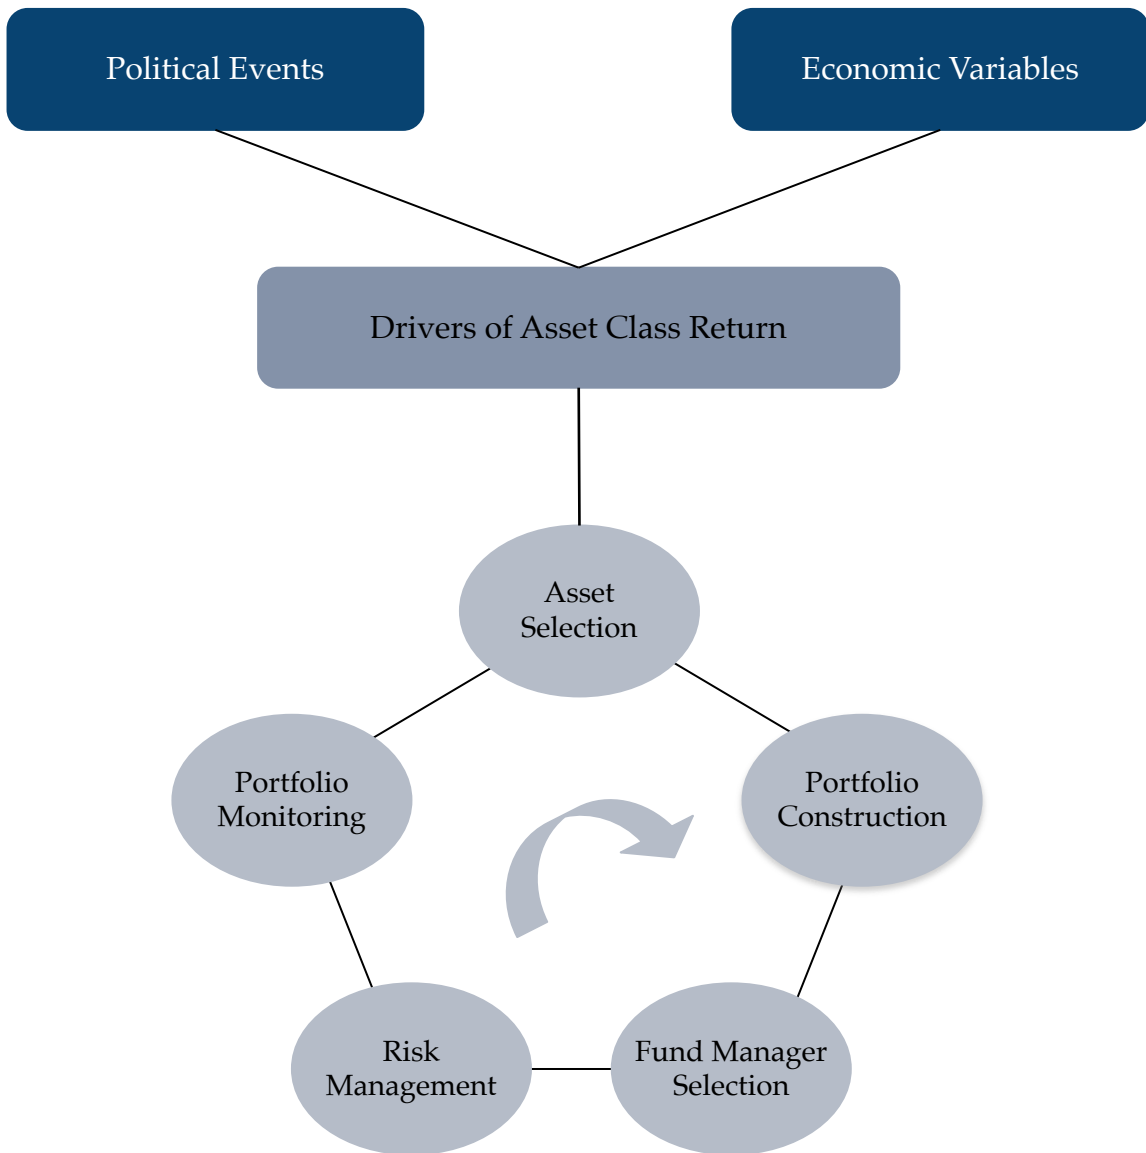 Political Events
Economic Variables
Drivers of Asset Class Return
Asset
Selection
Portfolio
Monitoring
Portfolio
Construction
Risk
Management
Fund Manager
Selection